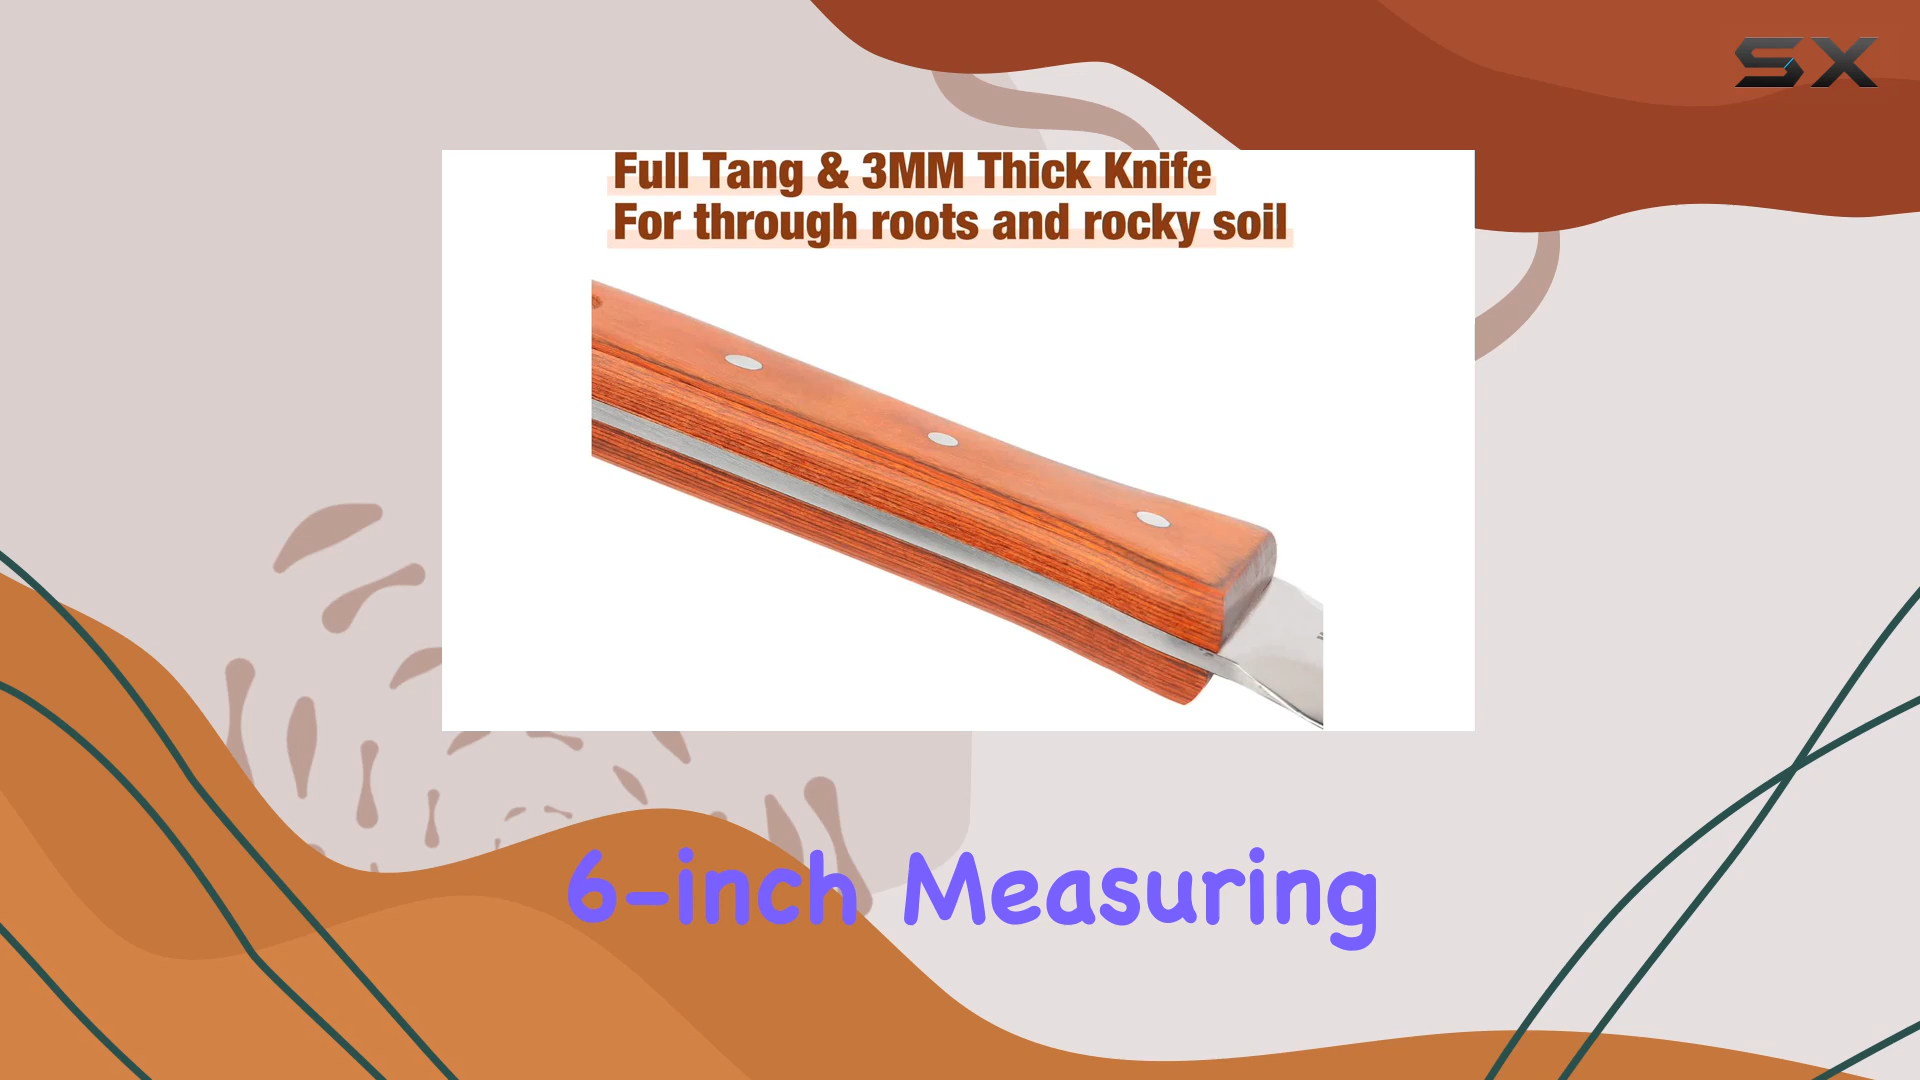 SX
Full Tang & 3MM Thick Knife
For through roots and rocky soil
6-inch Measuring